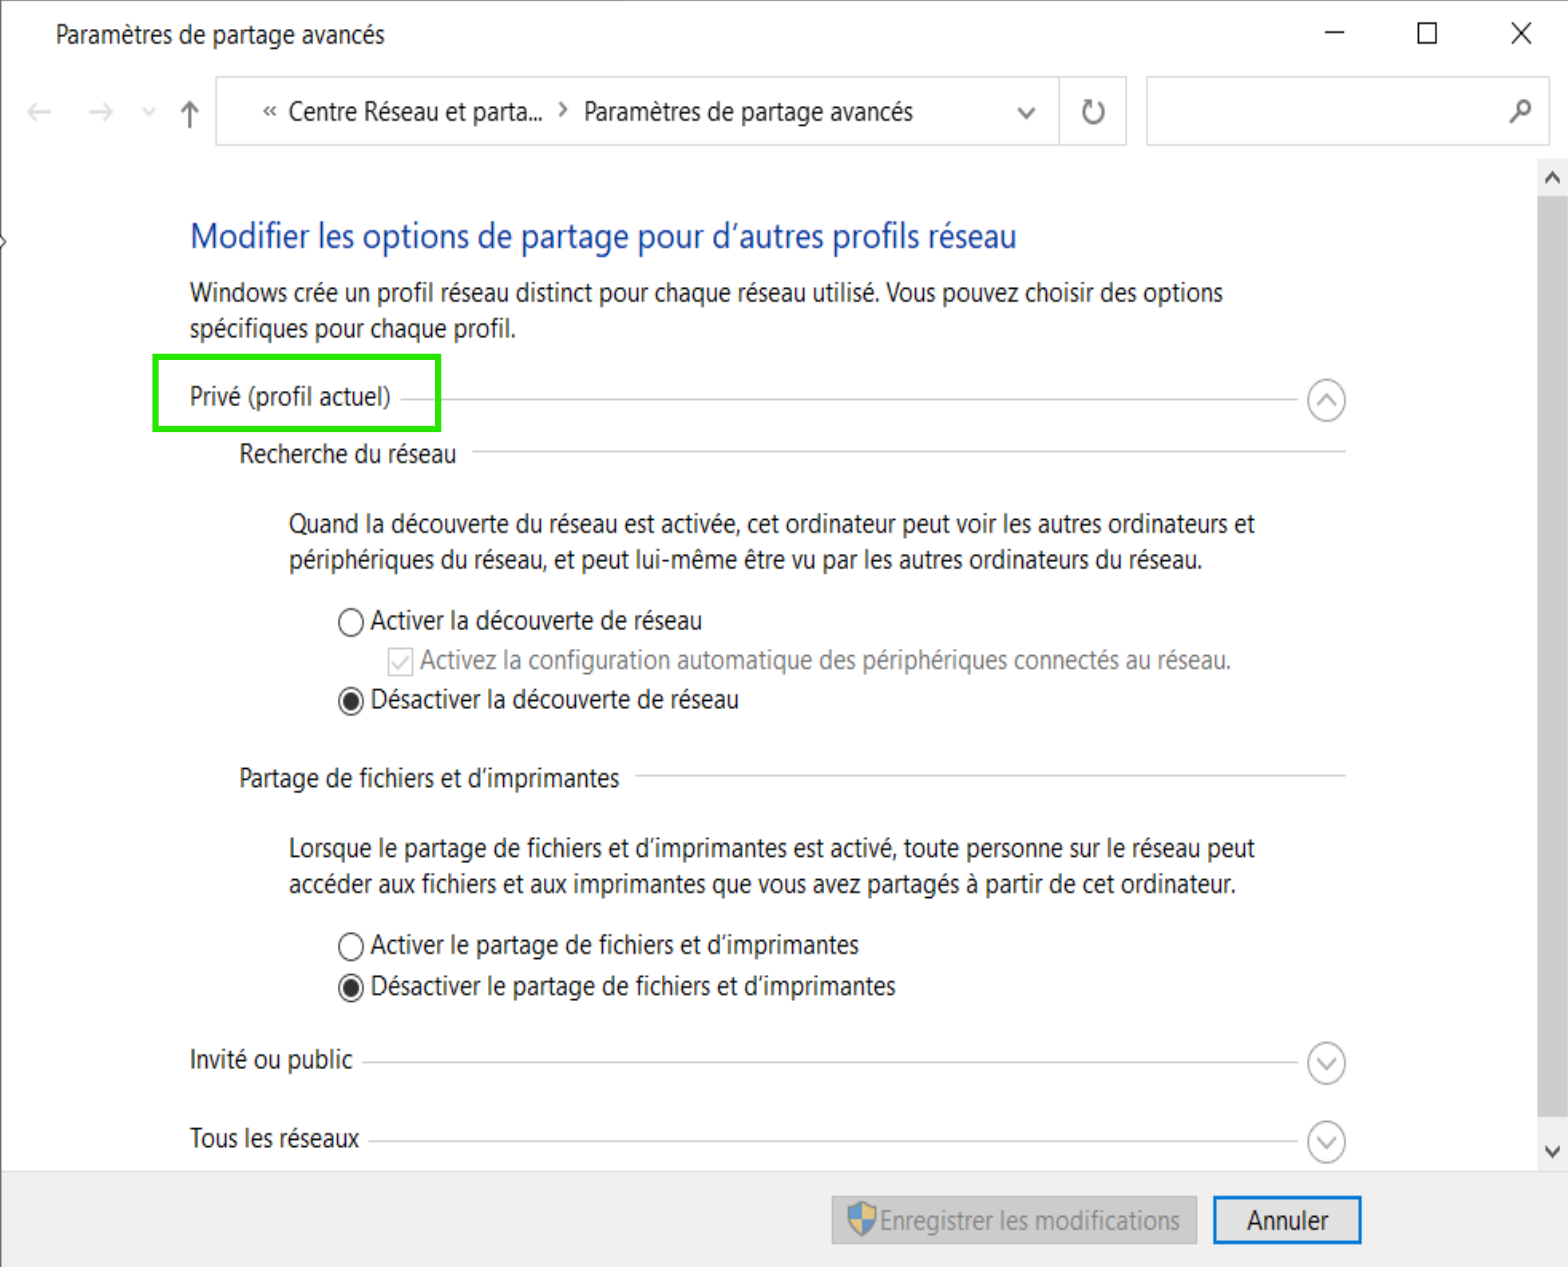 Paramètres de partage avancés
« Centre Réseau et parta... > Paramètres de partage avancés
Modifier les options de partage pour d’autres profils réseau
Windows crée un profil réseau distinct pour chaque réseau utilisé. Vous pouvez choisir des options
spécifiques pour chaque profil.
Privé (profil actuel)
Recherche du réseau
Quand la découverte du réseau est activée, cet ordinateur peut voir les autres ordinateurs et
périphériques du réseau, et peut lui-même être vu par les autres ordinateurs du réseau.
Activer la découverte de réseau
Activez la configuration automatique des périphériques connectés au réseau.
Désactiver la découverte de réseau
Partage de fichiers et d’imprimantes
Lorsque le partage de fichiers et d’imprimantes est activé, toute personne sur le réseau peut
accéder aux fichiers et aux imprimantes que vous avez partagés à partir de cet ordinateur.
Activer le partage de fichiers et d’imprimantes
Désactiver le partage de fichiers et d’imprimantes
Invité ou public
Tous les réseaux
Enregistrer les modifications
Annuler